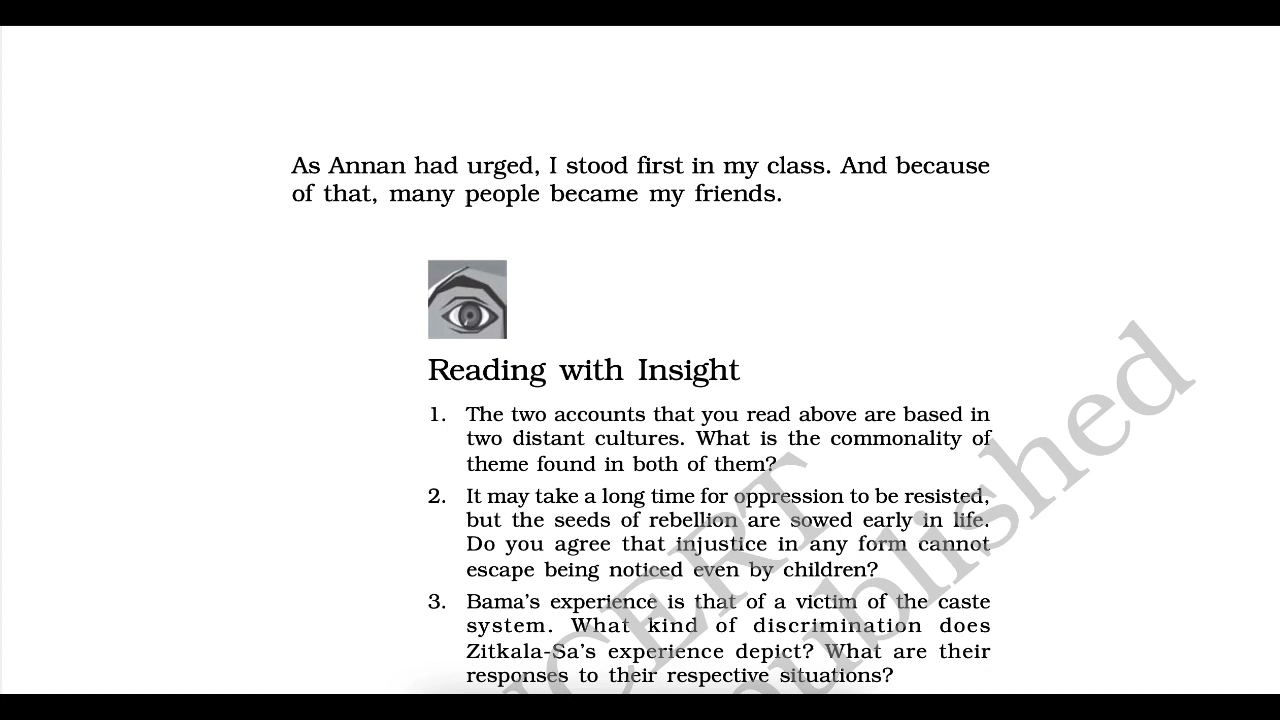 As Annan had urged, I stood first in my class. And because
of that, many people became my friends.
Reading with Insight
1. The two accounts that you read above are based in
two distant cultures. What is the commonality of
theme found in both of them?
2. It may take a long time for oppression to be resisted,
but the seeds of rebellion are sowed early in life.
Do you agree that injustice in any form cannot
escape being noticed even by children?
3. Bama's experience is that of a victim of the caste
system. What kind of discrimination does
Zitkala-Sa's experience depict? What are their
responses to their respective situations?
NCERT
published